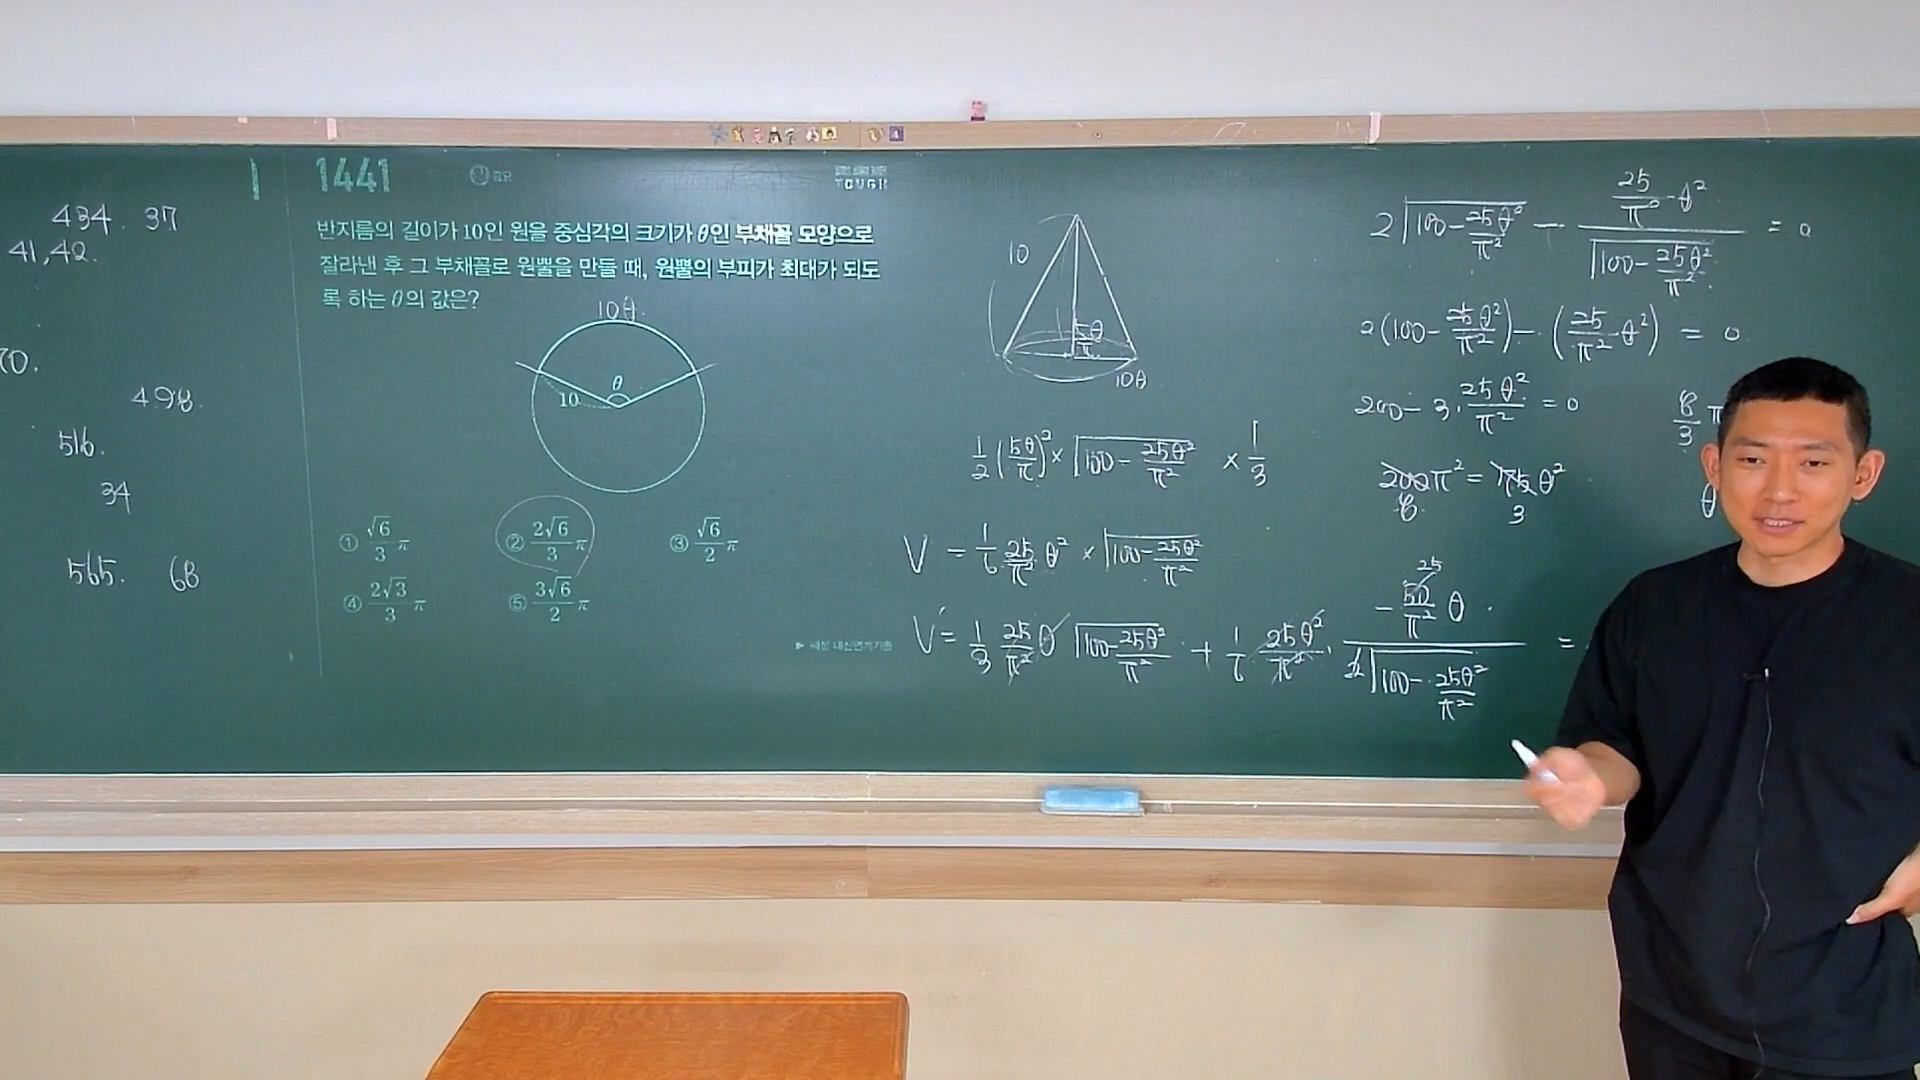 434. 37
41,42.
70.
498.
516.
34
565. 68
1441
중요
TOUGH
반지름의 길이가 10인 원을 중심각의 크기가 θ인 부채꼴 모양으로
잘라낸 후 그 부채꼴로 원뿔을 만들 때, 원뿔의 부피가 최대가 되도
록 하는 θ의 값은?
10θ.
θ
10
① √6/3 π ② 2√6/3 π ③ √6/2 π
④ 2√3/3 π ⑤ 3√6/2 π
10
5θ/π
10θ
1/2 (5θ/π)² × √(100 - 25θ²/π²) × 1/3
V = 1/6 25/π² θ² × √(100 - 25θ²/π²)
V' = 1/3 25/π² θ √(100 - 25θ²/π²) + 1/6 25θ²/π² · (- 50/π² θ)/(2√(100 - 25θ²/π²)) =
25
2√(100 - 25θ²/π²) - (25/π² θ²)/√(100 - 25θ²/π²) = 0
2(100 - 25θ²/π²) - (25/π² θ²) = 0
200 - 3 · 25θ²/π² = 0
200π² = 75θ²
8 3
8/3 π
θ